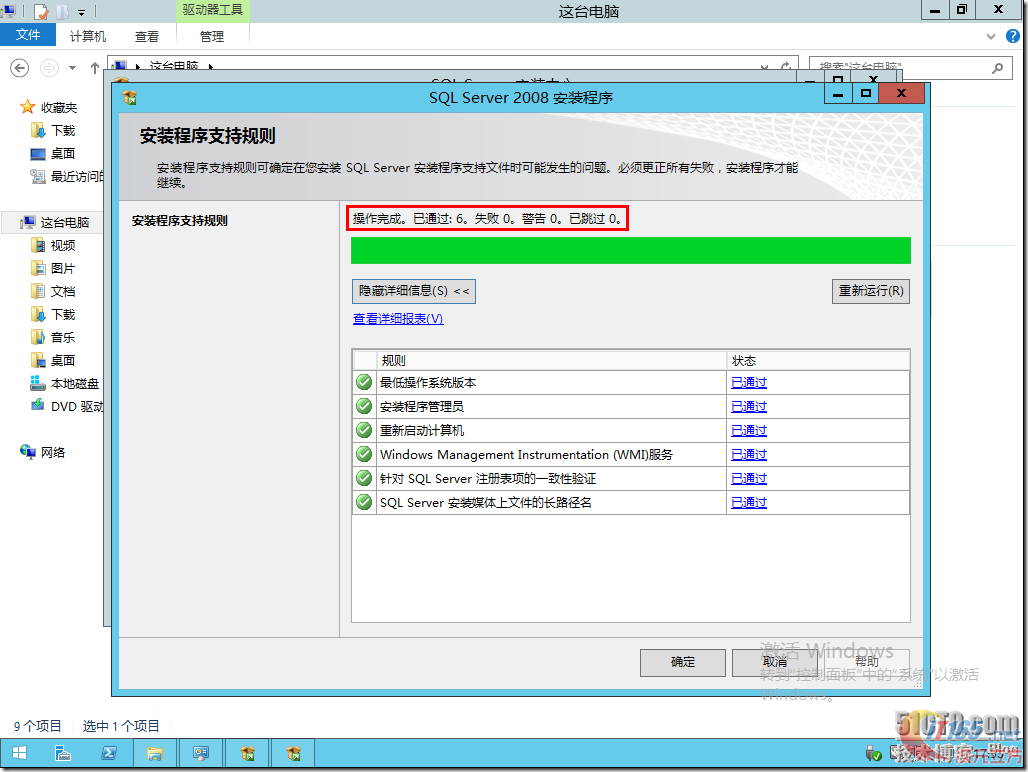 驱动器工具
这台电脑
文件
计算机
查看
管理
这台电脑
搜索"这台电脑"
收藏夹
下载
桌面
最近访问的
这台电脑
视频
图片
文档
下载
音乐
桌面
本地磁盘
DVD 驱动
网络
SQL Server 2008 安装程序
安装程序支持规则
安装程序支持规则可确定在您安装 SQL Server 安装程序支持文件时可能发生的问题。必须更正所有失败，安装程序才能
继续。
安装程序支持规则
操作完成。已通过: 6。失败 0。警告 0。已跳过 0。
隐藏详细信息(S) <<
重新运行(R)
查看详细报表(V)
规则 状态
最低操作系统版本 已通过
安装程序管理员 已通过
重新启动计算机 已通过
Windows Management Instrumentation (WMI)服务 已通过
针对 SQL Server 注册表项的一致性验证 已通过
SQL Server 安装媒体上文件的长路径名 已通过
确定
取消
帮助
激活 Windows
转到"控制面板"中的"系统"以激活
Windows。
9 个项目
选中 1 个项目
51CTO.com
技术博客
Blog